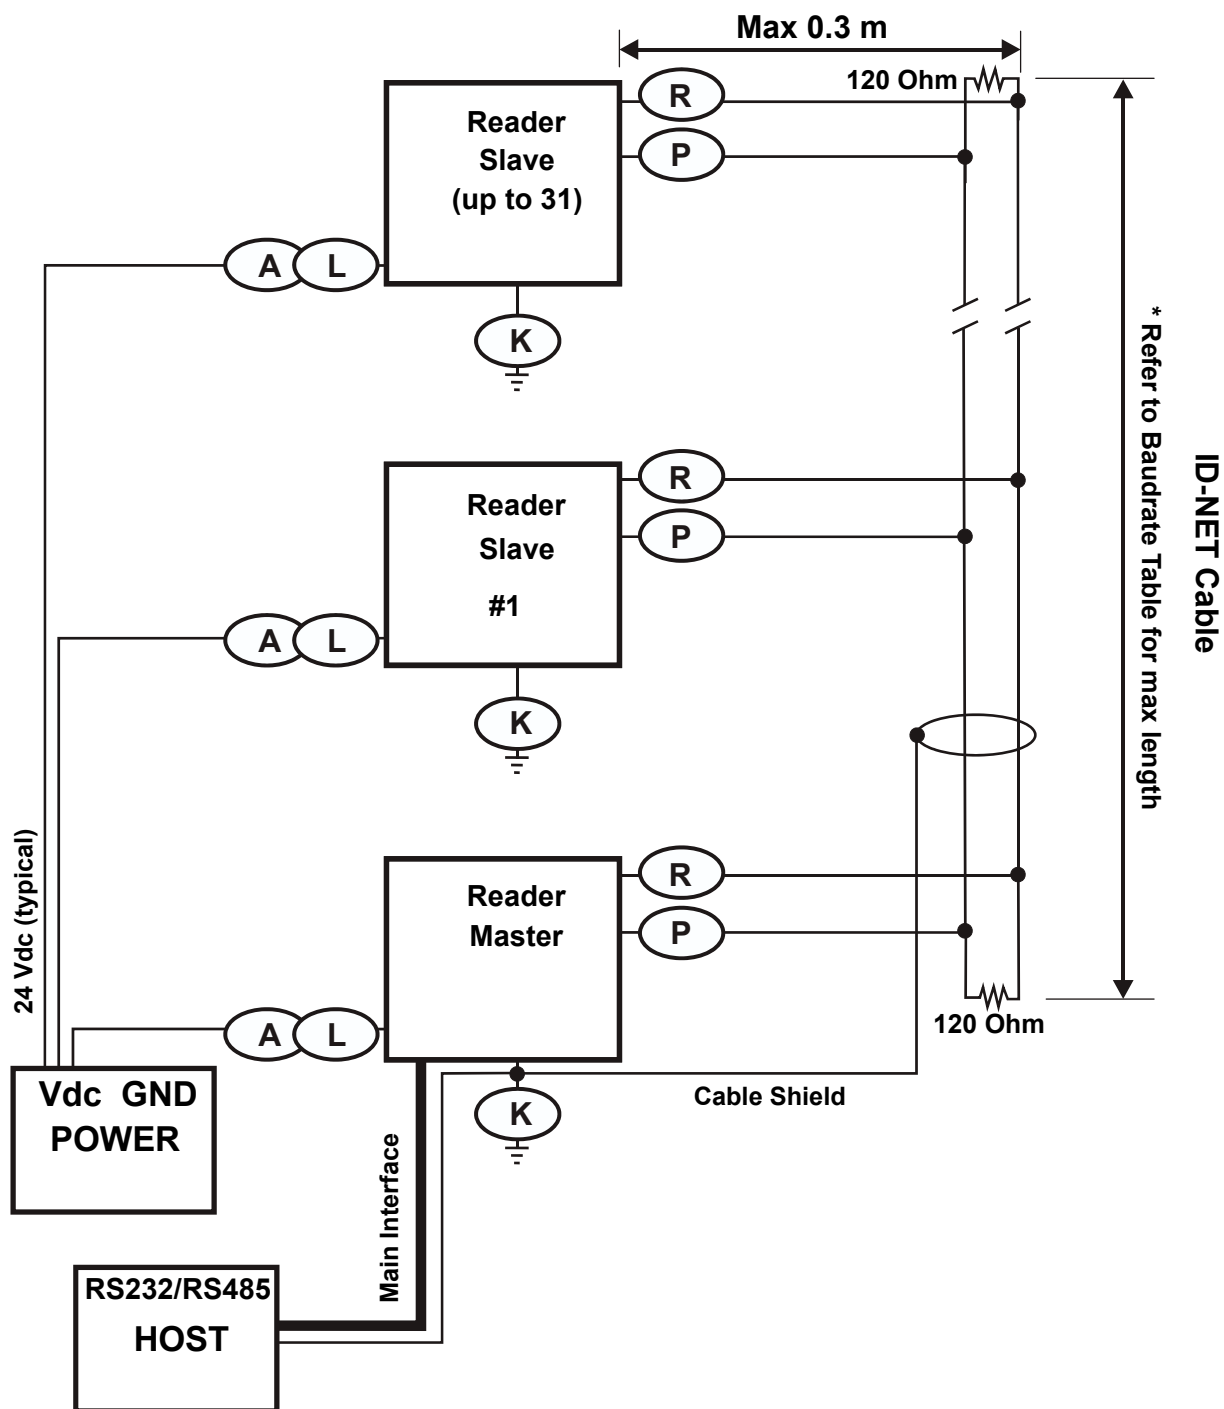 Max 0.3 m
120 Ohm
R
P
Reader
Slave
(up to 31)
A L
K
R
P
Reader
Slave
#1
A L
K
R
P
Reader
Master
A L
K
120 Ohm
Cable Shield
ID-NET Cable
* Refer to Baudrate Table for max length
24 Vdc (typical)
Vdc GND
POWER
Main Interface
RS232/RS485
HOST